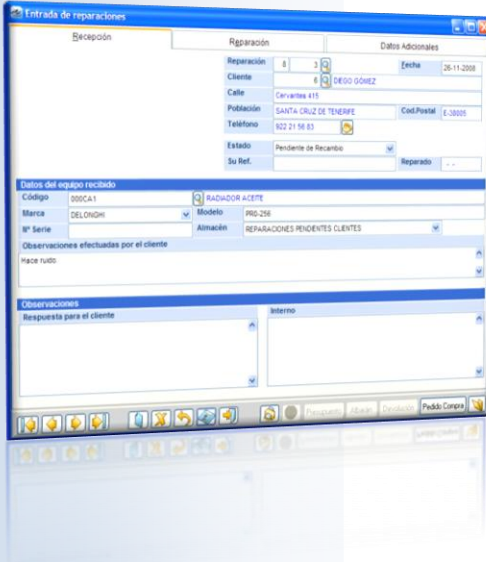 Entrada de reparaciones
Recepción Reparación Datos Adicionales
Reparación 8 3 Fecha 26-11-2008
Cliente 6 DIEGO GÓMEZ
Calle Cervantes 415
Población SANTA CRUZ DE TENERIFE Cod.Postal E-38005
Teléfono 922 21 56 83
Estado Pendiente de Recambio
Su Ref. Reparado - -
Datos del equipo recibido
Código 000CA1 RADIADOR ACEITE
Marca DELONGHI Modelo PRO-256
Nº Serie Almacén REPARACIONES PENDIENTES CLIENTES
Observaciones efectuadas por el cliente
Hace ruido.
Observaciones
Respuesta para el cliente Interno
Presupuesto Albarán Devolución Pedido Compra